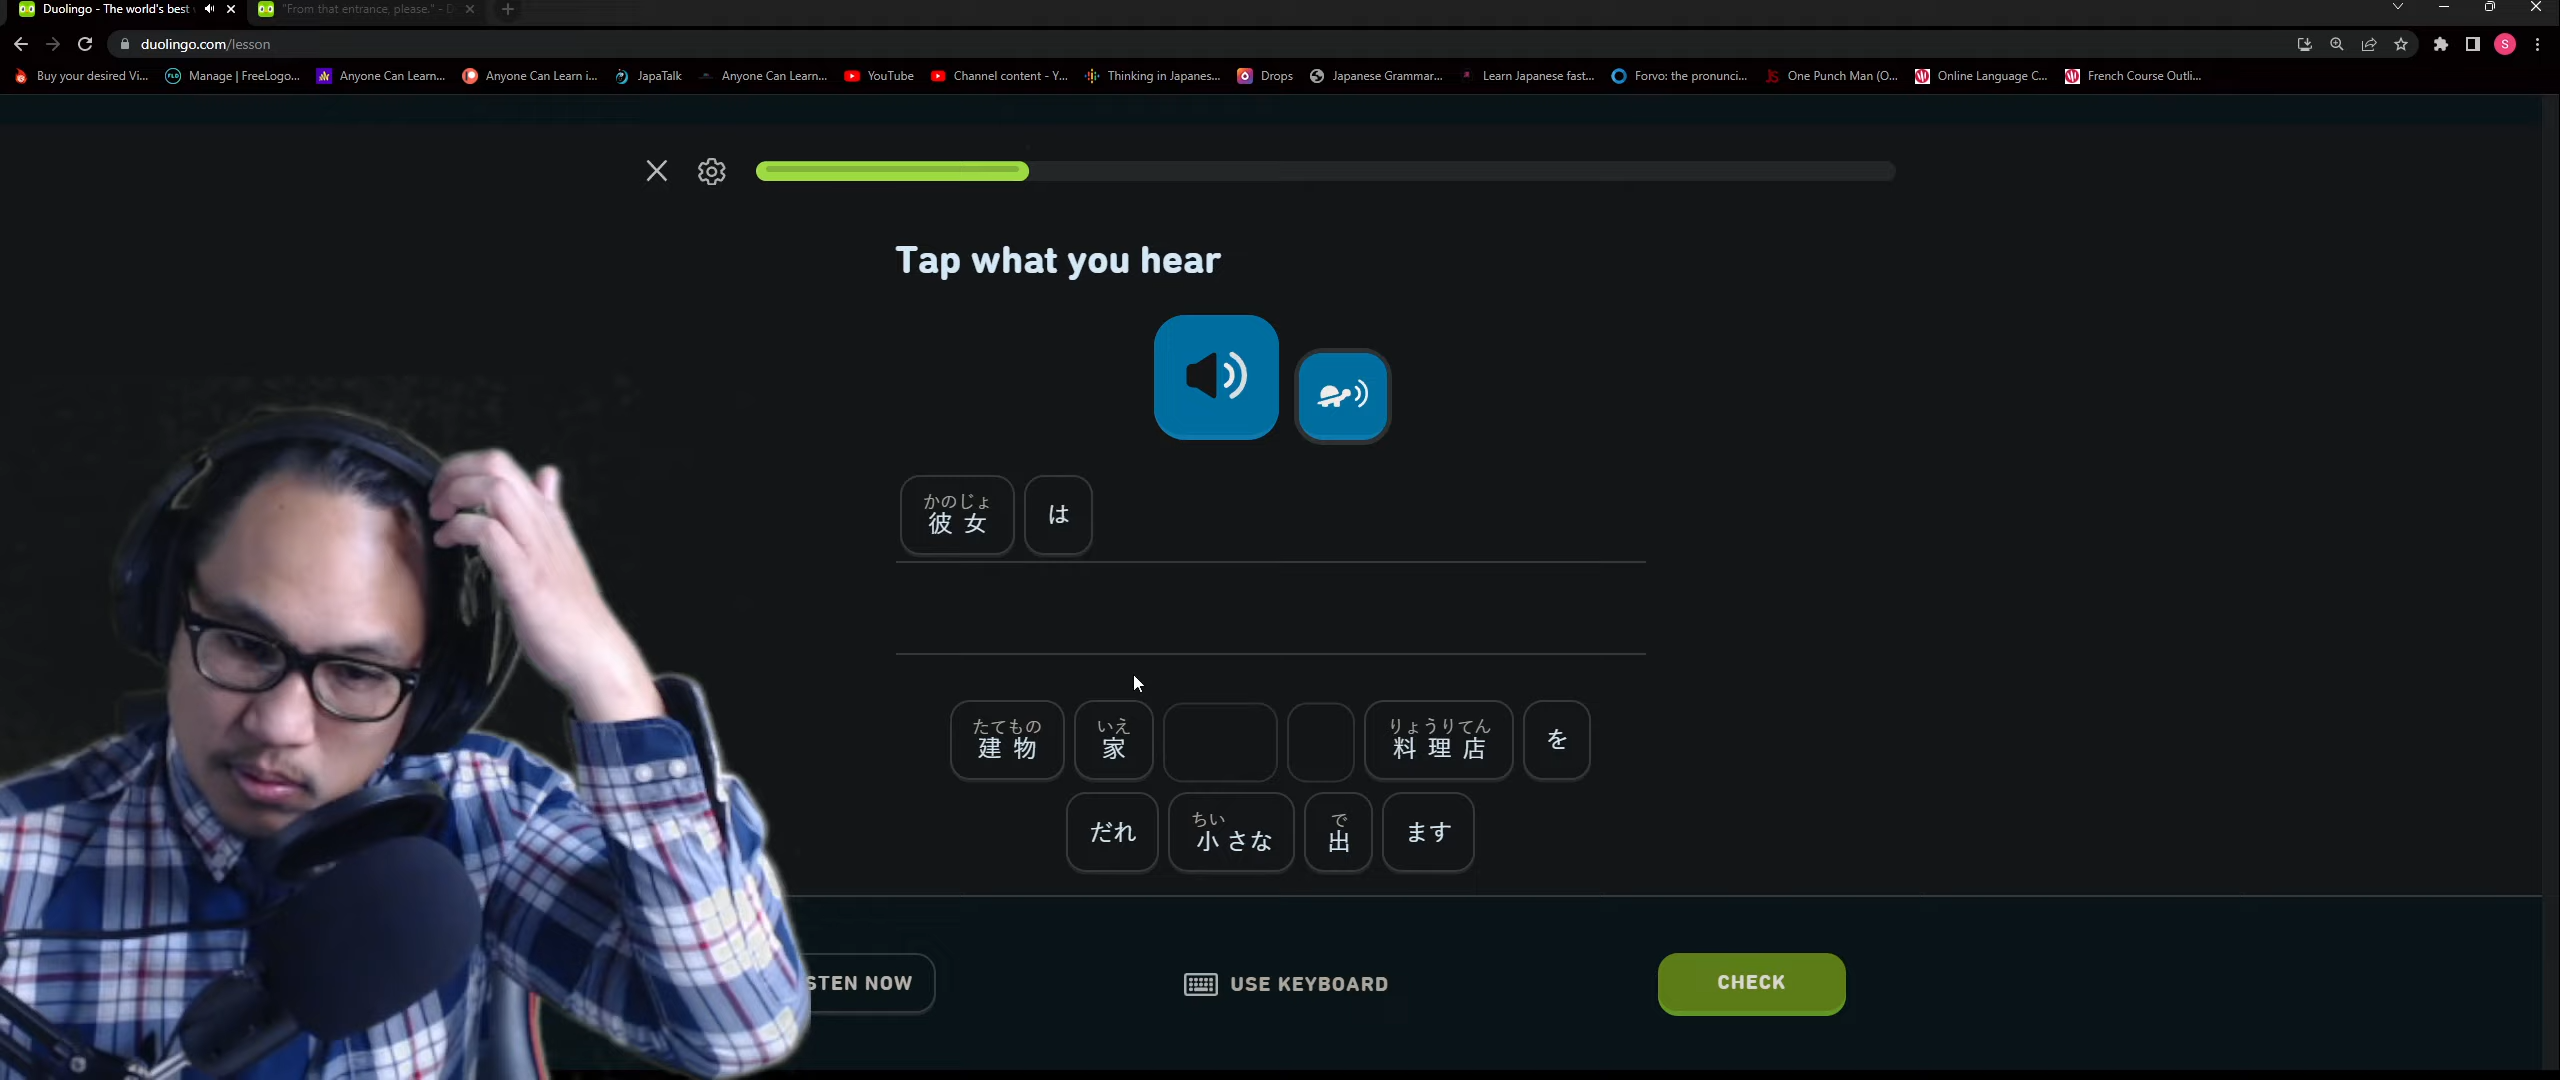 Duolingo - The world's best
"From that entrance, please." - D
duolingo.com/lesson
Buy your desired Vi...
Manage | FreeLogo...
Anyone Can Learn...
Anyone Can Learn i...
JapaTalk
Anyone Can Learn...
YouTube
Channel content - Y...
Thinking in Japanes...
Drops
Japanese Grammar...
Learn Japanese fast...
Forvo: the pronunci...
One Punch Man (O...
Online Language C...
French Course Outli...
S
Tap what you hear
かのじょ
彼女
は
たてもの
建物
いえ
家
りょうりてん
料理店
を
だれ
ちい
小さな
で
出
ます
STEN NOW
USE KEYBOARD
CHECK